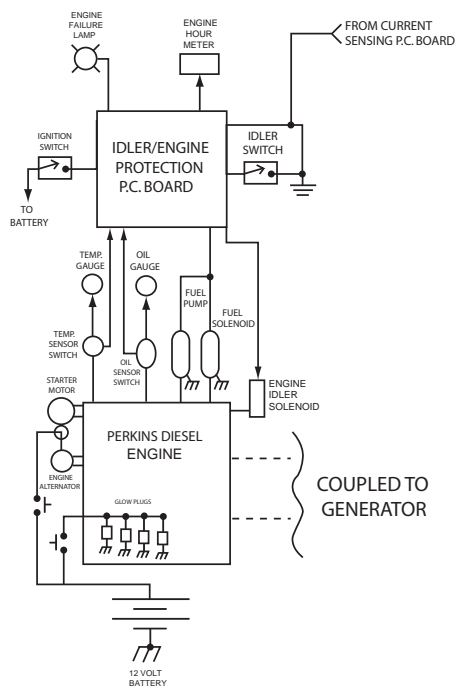 ENGINE
FAILURE
LAMP
ENGINE
HOUR
METER
FROM CURRENT
SENSING P.C. BOARD
IGNITION
SWITCH
IDLER/ENGINE
PROTECTION
P.C. BOARD
IDLER
SWITCH
TO
BATTERY
TEMP.
GAUGE
OIL
GAUGE
FUEL
PUMP
FUEL
SOLENOID
TEMP.
SENSOR
SWITCH
OIL
SENSOR
SWITCH
STARTER
MOTOR
ENGINE
IDLER
SOLENOID
PERKINS DIESEL
ENGINE
ENGINE
ALTERNATOR
COUPLED TO
GENERATOR
GLOW PLUGS
12 VOLT
BATTERY